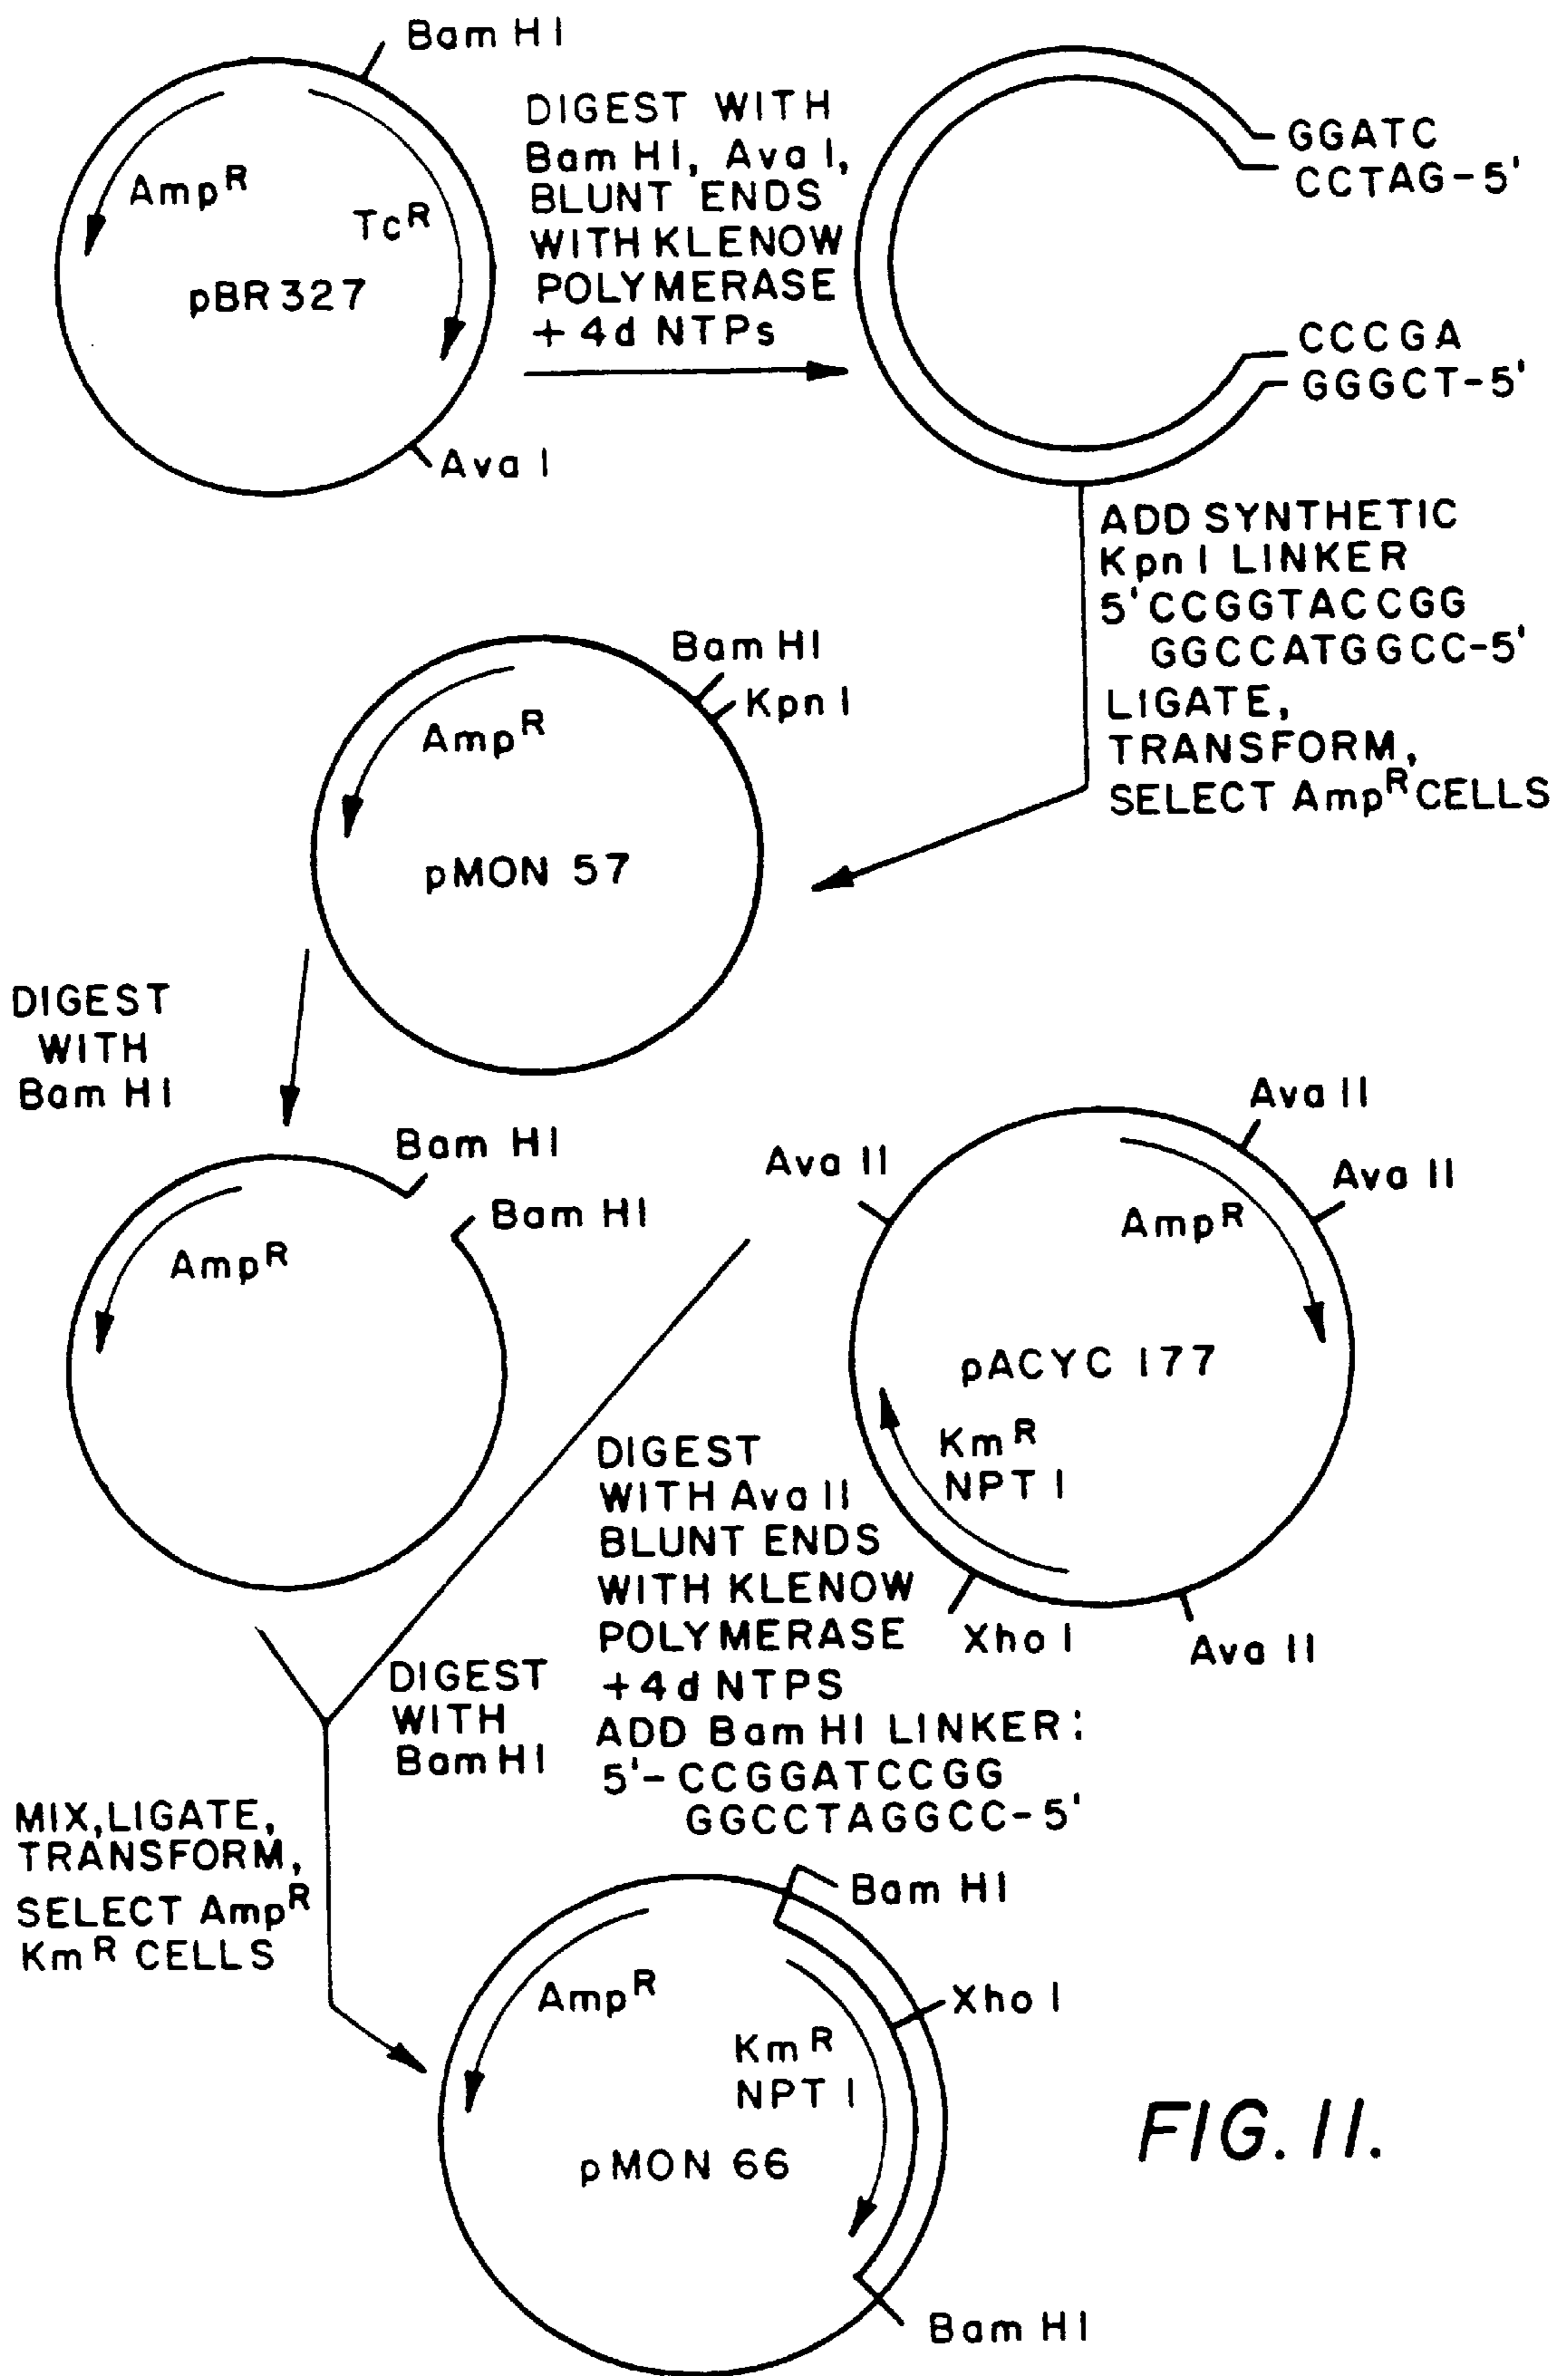 Bam HI
AmpR
TcR
pBR 327
Ava I
DIGEST WITH
Bam HI, Ava I,
BLUNT ENDS
WITH KLENOW
POLYMERASE
+ 4d NTPs
GGATC
CCTAG-5'
CCCGA
GGGCT-5'
ADD SYNTHETIC
Kpn I LINKER
5'CCGGTACCGG
GGCCATGGCC-5'
LIGATE,
TRANSFORM,
SELECT AmpR CELLS
Bam HI
Kpn I
AmpR
pMON 57
DIGEST
WITH
Bam HI
Bam HI
Bam HI
AmpR
Ava II
Ava II
Ava II
AmpR
pACYC 177
KmR
NPT I
Xho I
Ava II
DIGEST
WITH Ava II
BLUNT ENDS
WITH KLENOW
POLYMERASE
+4d NTPS
ADD Bam HI LINKER:
5'-CCGGATCCGG
GGCCTAGGCC-5'
DIGEST
WITH
Bam HI
MIX, LIGATE,
TRANSFORM,
SELECT AmpR
KmR CELLS
Bam HI
Xho I
AmpR
KmR
NPT I
pMON 66
Bam HI
FIG. 11.